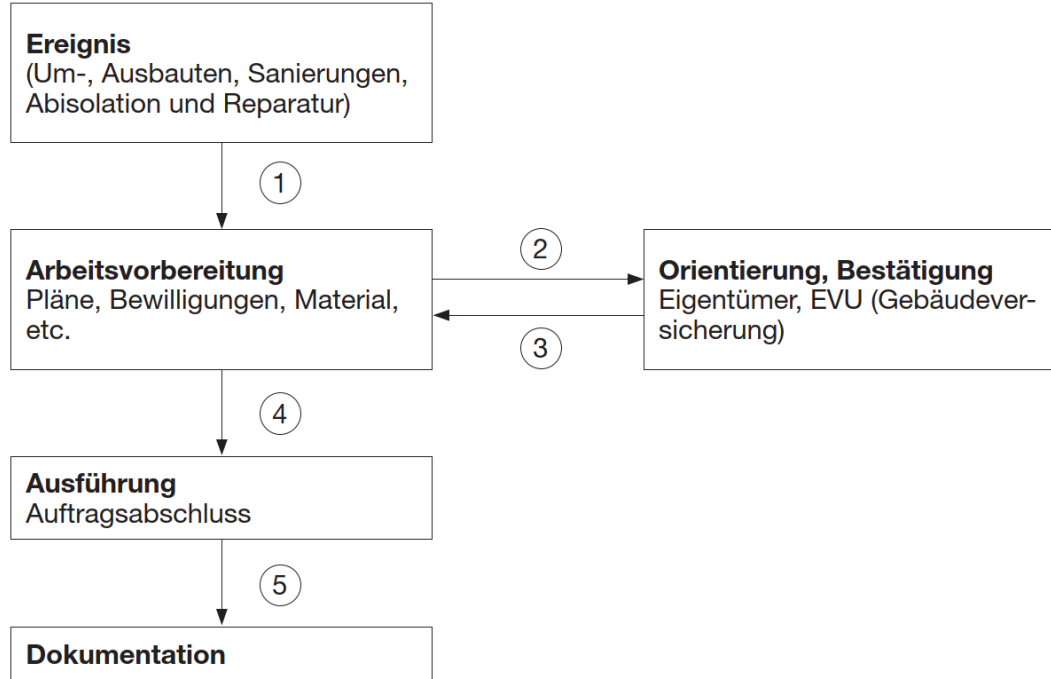 Ereignis
(Um-, Ausbauten, Sanierungen,
Abisolation und Reparatur)
1
Arbeitsvorbereitung
Pläne, Bewilligungen, Material,
etc.
2
3
Orientierung, Bestätigung
Eigentümer, EVU (Gebäudever-
sicherung)
4
Ausführung
Auftragsabschluss
5
Dokumentation